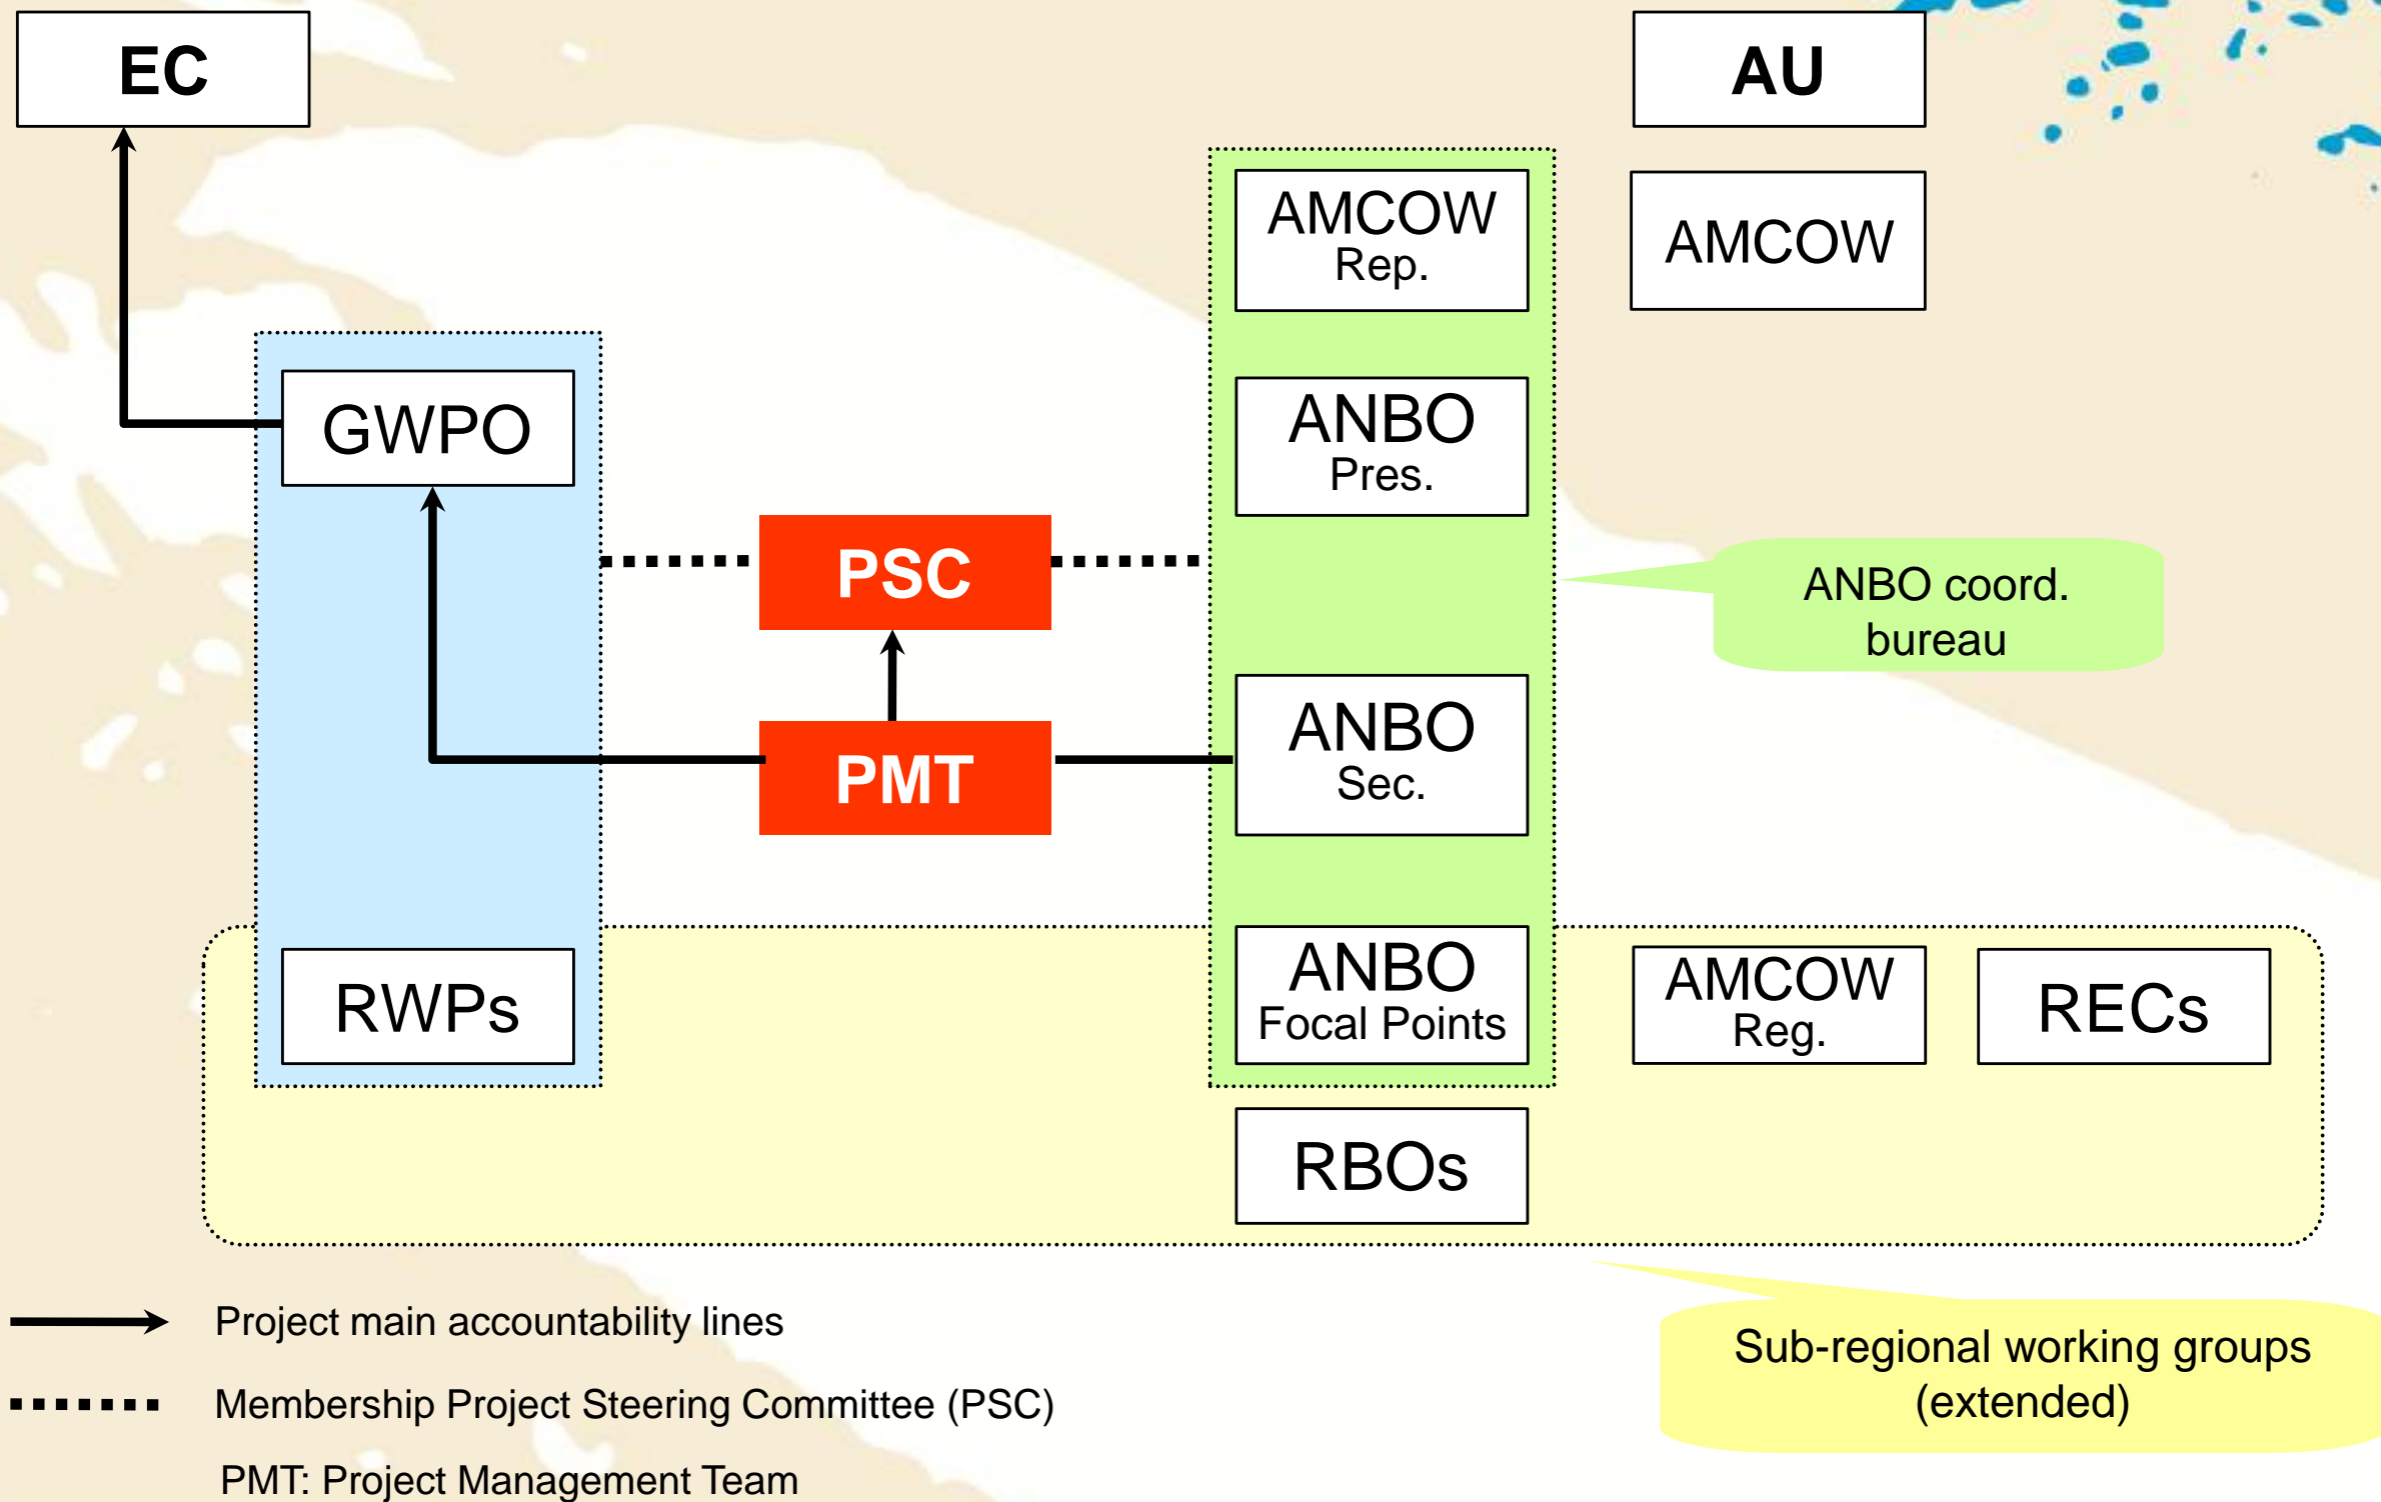 EC
AU
AMCOW
Rep.
AMCOW
GWPO
ANBO
Pres.
PSC
ANBO coord.
bureau
ANBO
Sec.
PMT
RWPs
ANBO
Focal Points
AMCOW
Reg.
RECs
RBOs
Project main accountability lines
Sub-regional working groups
(extended)
Membership Project Steering Committee (PSC)
PMT: Project Management Team